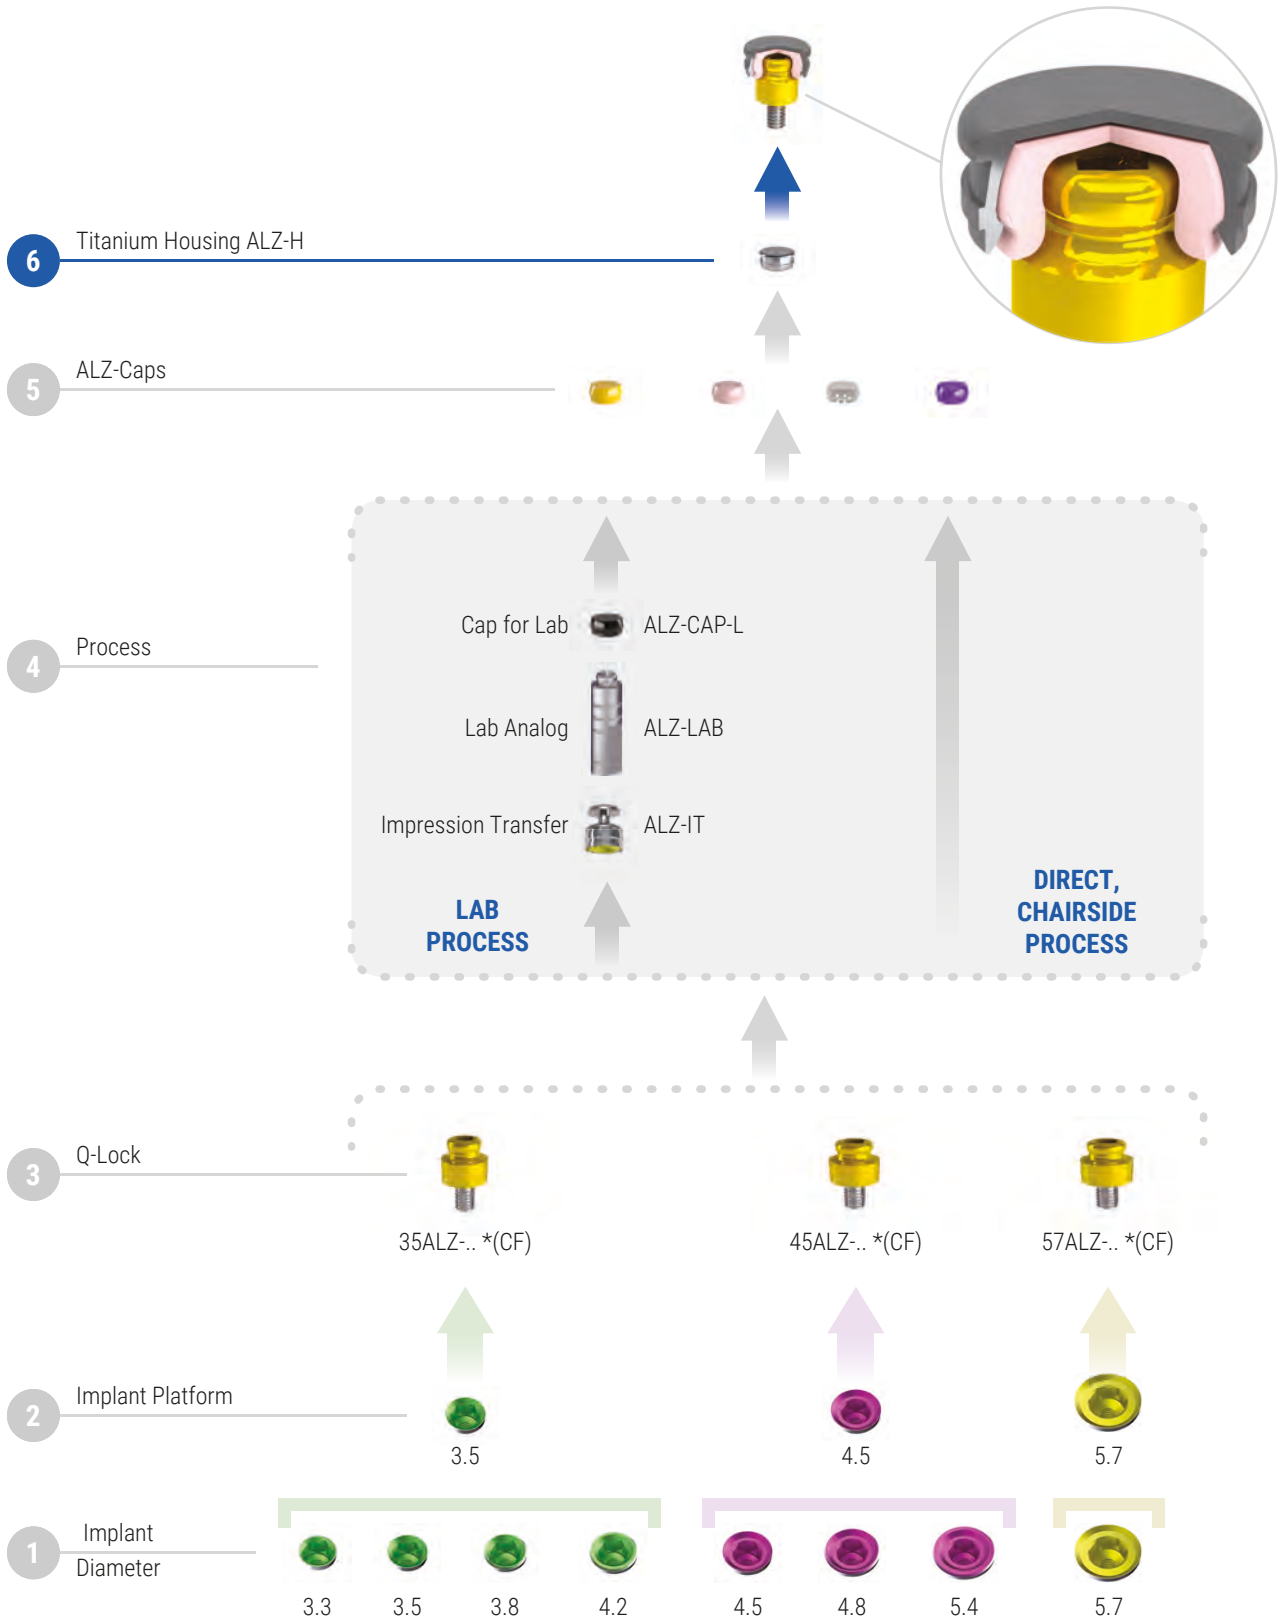 6
Titanium Housing ALZ-H
5
ALZ-Caps
4
Process
Cap for Lab ALZ-CAP-L
Lab Analog ALZ-LAB
Impression Transfer ALZ-IT
LAB
PROCESS
DIRECT,
CHAIRSIDE
PROCESS
3
Q-Lock
35ALZ-.. *(CF)
45ALZ-.. *(CF)
57ALZ-.. *(CF)
2
Implant Platform
3.5
4.5
5.7
1
Implant
Diameter
3.3 3.5 3.8 4.2 4.5 4.8 5.4 5.7